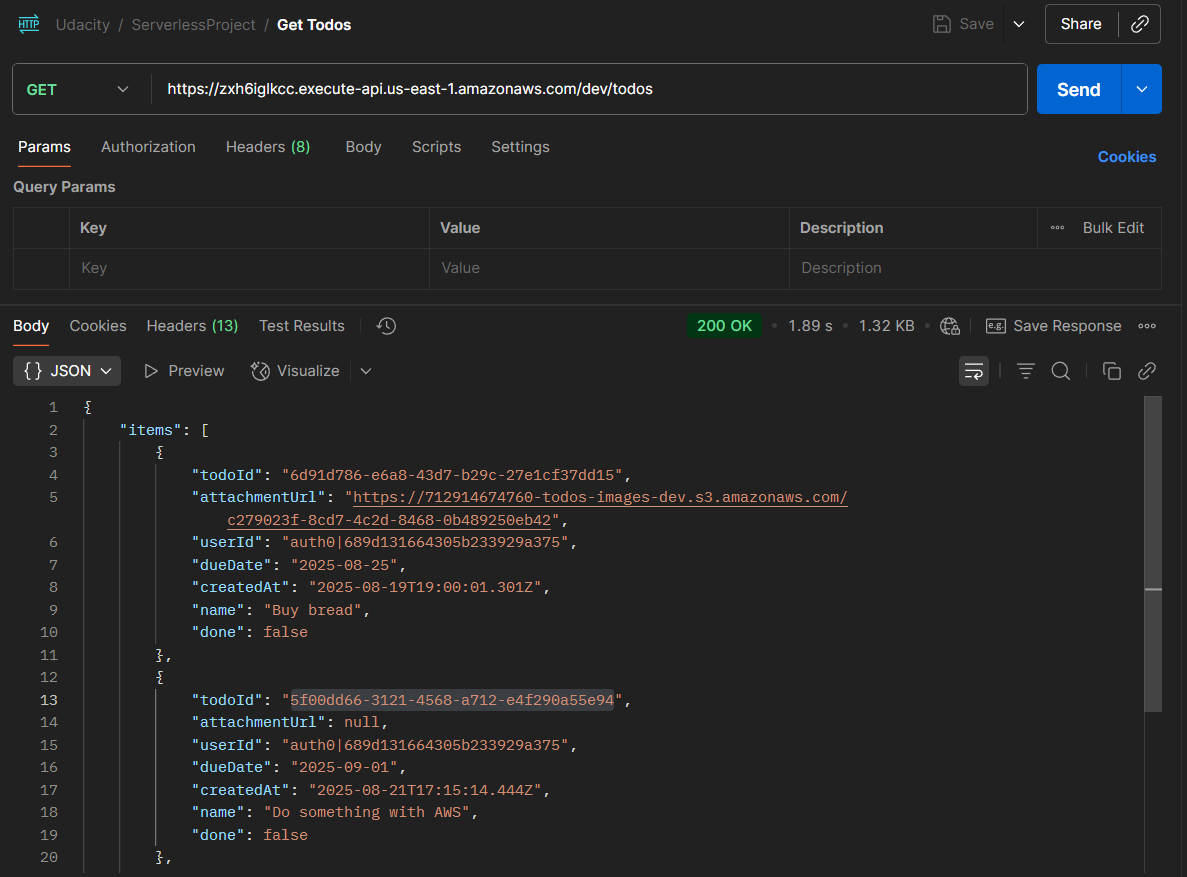 HTTP Udacity / ServerlessProject / Get Todos Save Share
GET https://zxh6iglkcc.execute-api.us-east-1.amazonaws.com/dev/todos Send
Params Authorization Headers (8) Body Scripts Settings Cookies
Query Params
Key Value Description Bulk Edit
Key Value Description
Body Cookies Headers (13) Test Results 200 OK • 1.89 s • 1.32 KB • e.g. Save Response
{} JSON Preview Visualize
1 {
2 "items": [
3 {
4 "todoId": "6d91d786-e6a8-43d7-b29c-27e1cf37dd15",
5 "attachmentUrl": "https://712914674760-todos-images-dev.s3.amazonaws.com/
c279023f-8cd7-4c2d-8468-0b489250eb42",
6 "userId": "auth0|689d131664305b233929a375",
7 "dueDate": "2025-08-25",
8 "createdAt": "2025-08-19T19:00:01.301Z",
9 "name": "Buy bread",
10 "done": false
11 },
12 {
13 "todoId": "5f00dd66-3121-4568-a712-e4f290a55e94",
14 "attachmentUrl": null,
15 "userId": "auth0|689d131664305b233929a375",
16 "dueDate": "2025-09-01",
17 "createdAt": "2025-08-21T17:15:14.444Z",
18 "name": "Do something with AWS",
19 "done": false
20 },